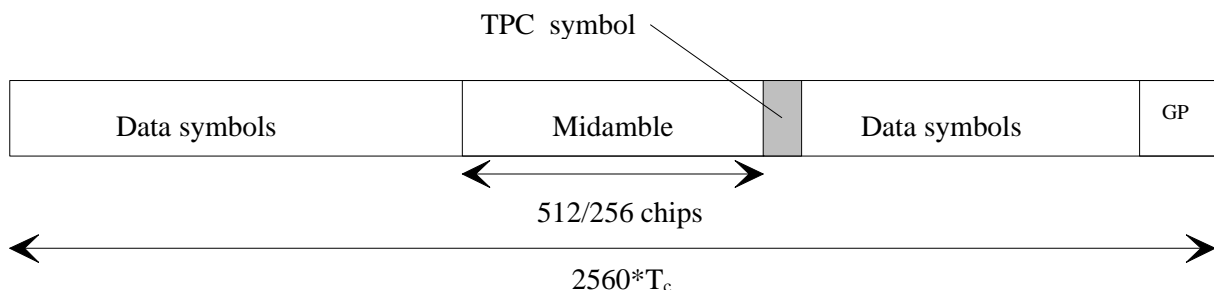 TPC symbol
Data symbols
Midamble
Data symbols
GP
512/256 chips
2560*Tc